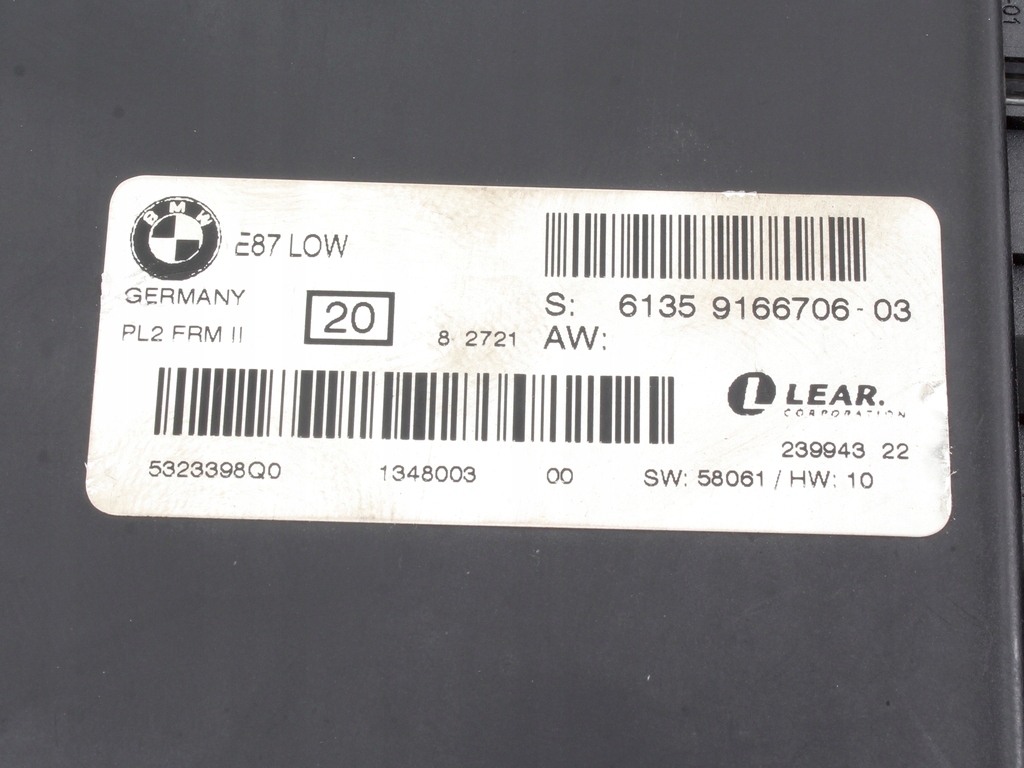 BMW
E87 LOW
GERMANY
PL2 FRM II
20
8 2721
S: 6135 9166706-03
AW:
LEAR.
CORPORATION
239943 22
5323398Q0 1348003 00
SW: 58061 / HW: 10
-01